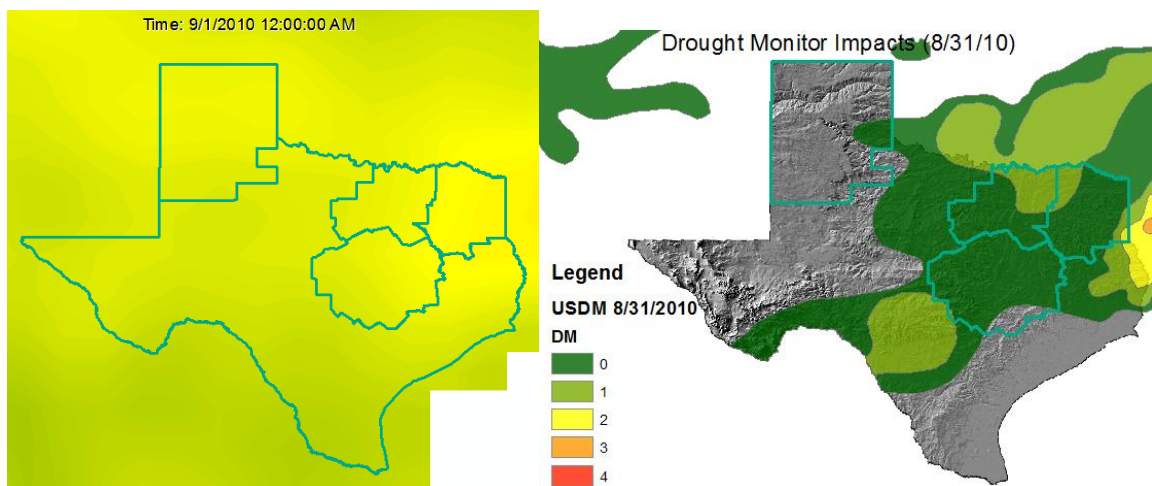 Time: 9/1/2010 12:00:00 AM
Drought Monitor Impacts (8/31/10)
Legend
USDM 8/31/2010
DM
0
1
2
3
4